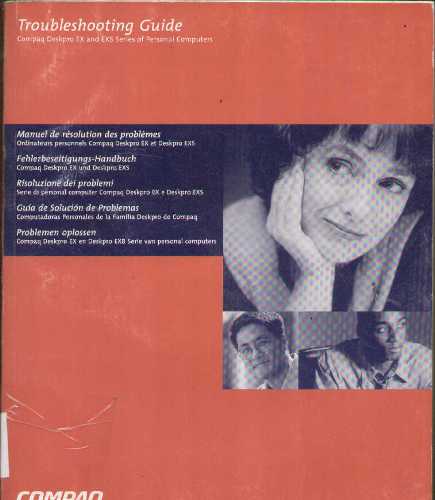 Troubleshooting Guide
Compaq Deskpro EX and EXS Series of Personal Computers
Manuel de résolution des problèmes
Ordinateurs personnels Compaq Deskpro EX et Deskpro EXS
Fehlerbeseitigungs-Handbuch
Compaq Deskpro EX und Deskpro EXS
Risoluzione dei problemi
Serie di personal computer Compaq Deskpro EX e Deskpro EXS
Guía de Solución de Problemas
Computadoras Personales de la Familia Deskpro de Compaq
Problemen oplossen
Compaq Deskpro EX en Deskpro EXB Serie van personal computers
COMPAQ